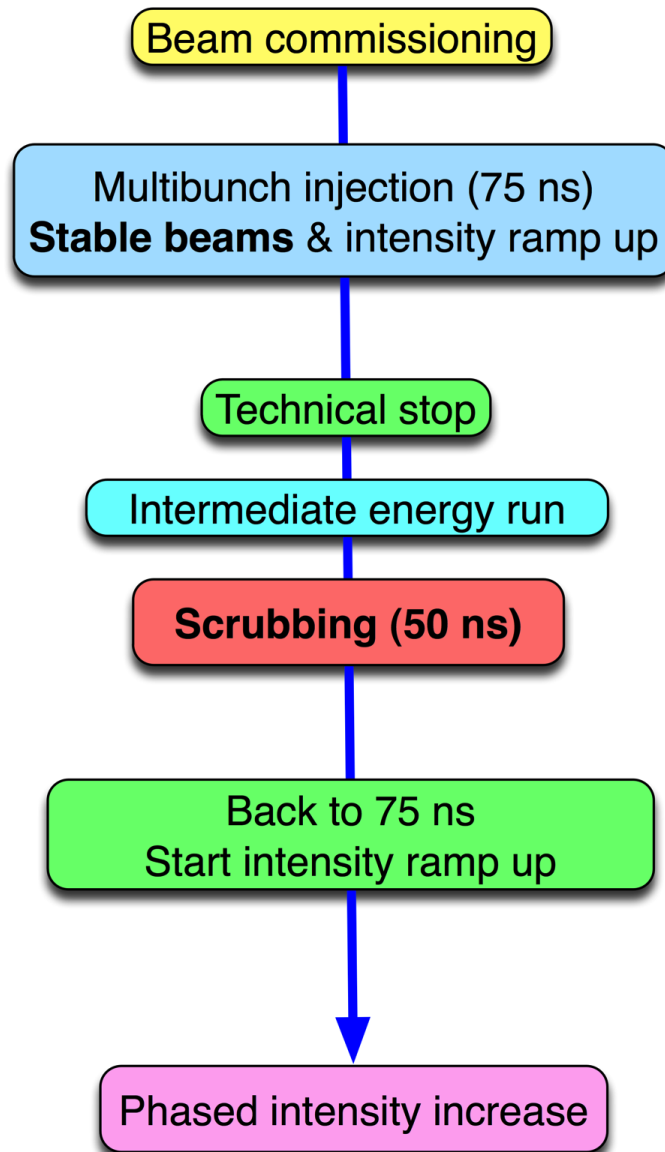 Beam commissioning
Multibunch injection (75 ns)
Stable beams & intensity ramp up
Technical stop
Intermediate energy run
Scrubbing (50 ns)
Back to 75 ns
Start intensity ramp up
Phased intensity increase